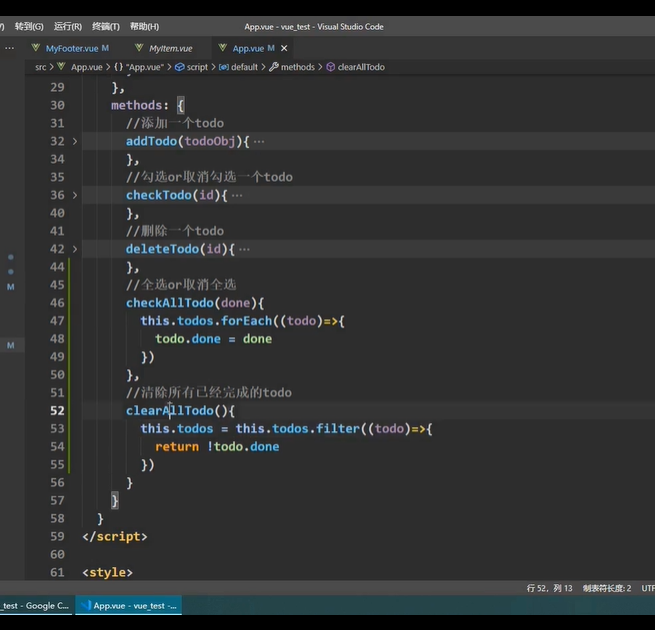 转到(G) 运行(R) 终端(T) 帮助(H) App.vue - vue_test - Visual Studio Code
··· MyFooter.vue M MyItem.vue App.vue M ×
src > App.vue > {} "App.vue" > script > default > methods > clearAllTodo
29 },
30 methods: {
31 //添加一个todo
32 > addTodo(todoObj){ ···
34 },
35 //勾选or取消勾选一个todo
36 > checkTodo(id){ ···
40 },
41 //删除一个todo
42 > deleteTodo(id){ ···
44 },
45 //全选or取消全选
46 checkAllTodo(done){
M
47 this.todos.forEach((todo)=>{
48 todo.done = done
M
49 })
50 },
51 //清除所有已经完成的todo
52 clearAllTodo(){
53 this.todos = this.todos.filter((todo)=>{
54 return !todo.done
55 })
56 }
57 }
58 }
59 </script>
60
61 <style>
行 52，列 13 制表符长度: 2 UTF
_test - Google C... App.vue - vue_test -...